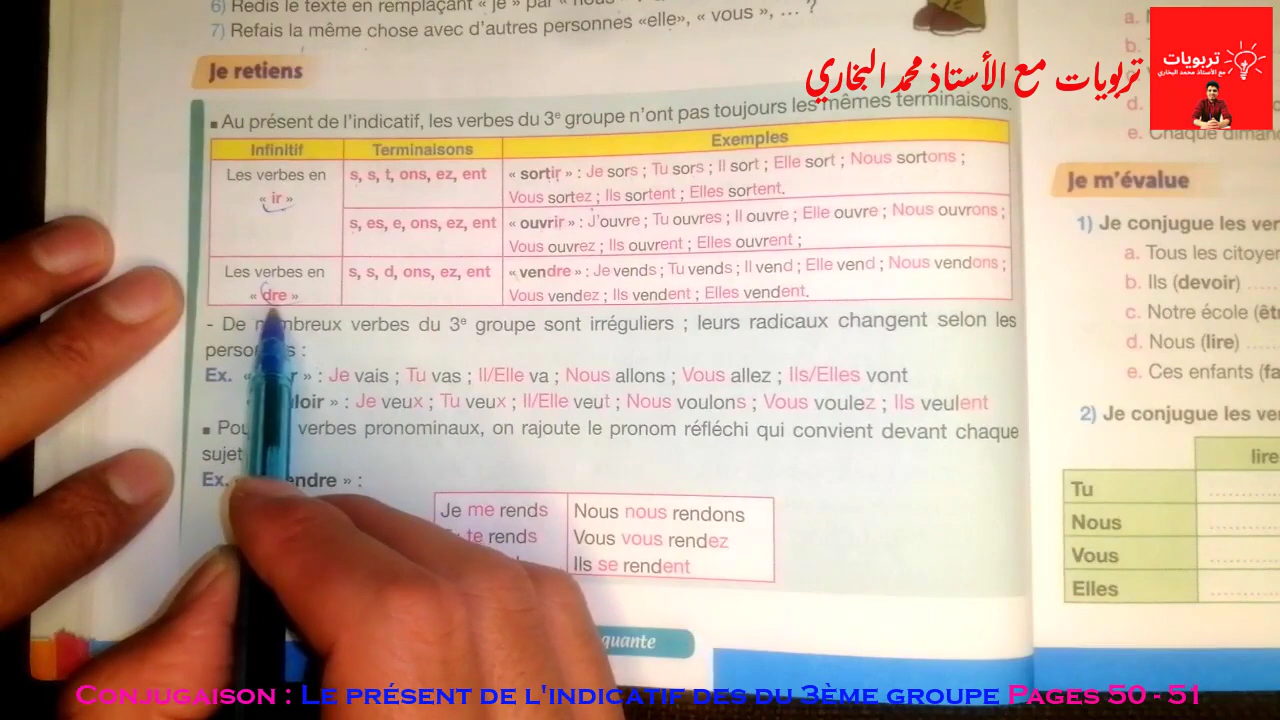 6) Redis le texte en remplaçant « je » par
7) Refais la même chose avec d'autres personnes «elle», « vous », … ?
Je retiens
▪ Au présent de l'indicatif, les verbes du 3e groupe n'ont pas toujours les mêmes terminaisons.
Infinitif Terminaisons Exemples
Les verbes en « ir »
s, s, t, ons, ez, ent
« sortir » : Je sors ; Tu sors ; Il sort ; Elle sort ; Nous sortons ;
Vous sortez ; Ils sortent ; Elles sortent.
s, es, e, ons, ez, ent
« ouvrir » : J'ouvre ; Tu ouvres ; Il ouvre ; Elle ouvre ; Nous ouvrons ;
Vous ouvrez ; Ils ouvrent ; Elles ouvrent ;
Les verbes en
« dre »
s, s, d, ons, ez, ent
« vendre » : Je vends ; Tu vends ; Il vend ; Elle vend ; Nous vendons ;
Vous vendez ; Ils vendent ; Elles vendent.
- De nombreux verbes du 3e groupe sont irréguliers ; leurs radicaux changent selon les
personnes :
Ex. : Je vais ; Tu vas ; Il/Elle va ; Nous allons ; Vous allez ; Ils/Elles vont
» : Je veux ; Tu veux ; Il/Elle veut ; Nous voulons ; Vous voulez ; Ils veulent
▪ verbes pronominaux, on rajoute le pronom réfléchi qui convient devant chaque
sujet
Ex. » :
Je me rends
te rends
Nous nous rendons
Vous vous rendez
Ils se rendent
quante
a.
b.
d.
e. Chaque
Je m'évalue
1) Je conjugue les
a. Tous les
b. Ils (devoir) ......
c. Notre école
d. Nous (lire) ......
e. Ces enfants
2) Je conjugue les
lire
Tu
Nous
Vous
Elles
تربويات مع الأستاذ محمد البخاري
تربويات
مع الأستاذ محمد البخاري
Conjugaison : Le présent de l'indicatif des du 3ème groupe Pages 50 - 51